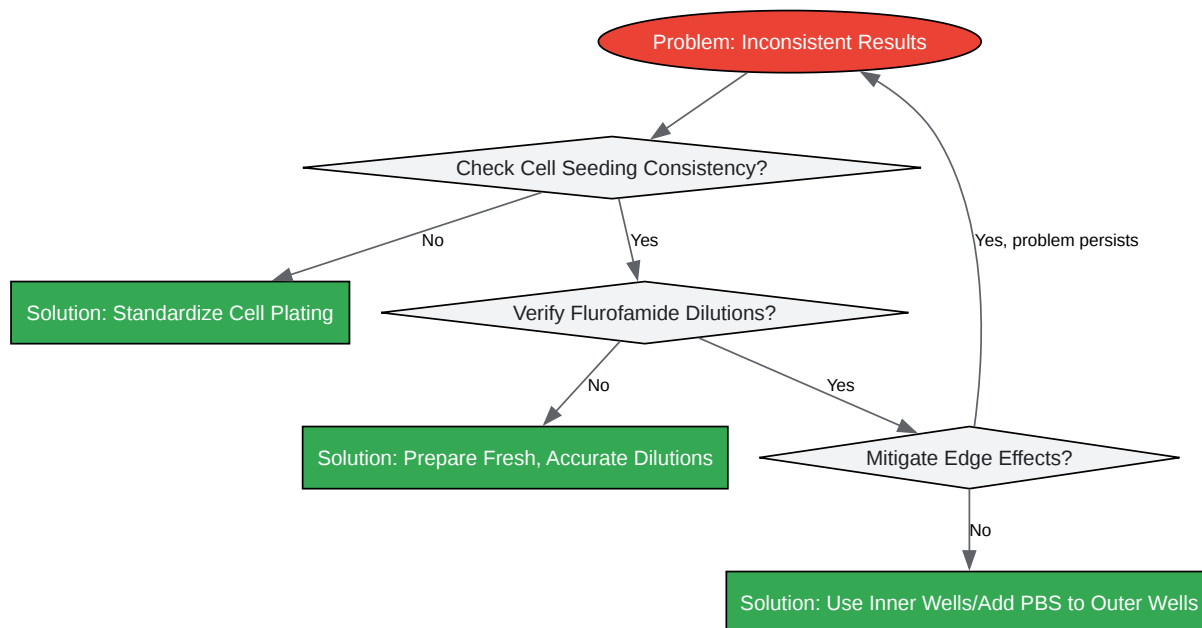 Problem: Inconsistent Results
Check Cell Seeding Consistency?
No
Yes
Yes, problem persists
Solution: Standardize Cell Plating
Verify Flurofamide Dilutions?
No
Yes
Solution: Prepare Fresh, Accurate Dilutions
Mitigate Edge Effects?
No
Solution: Use Inner Wells/Add PBS to Outer Wells